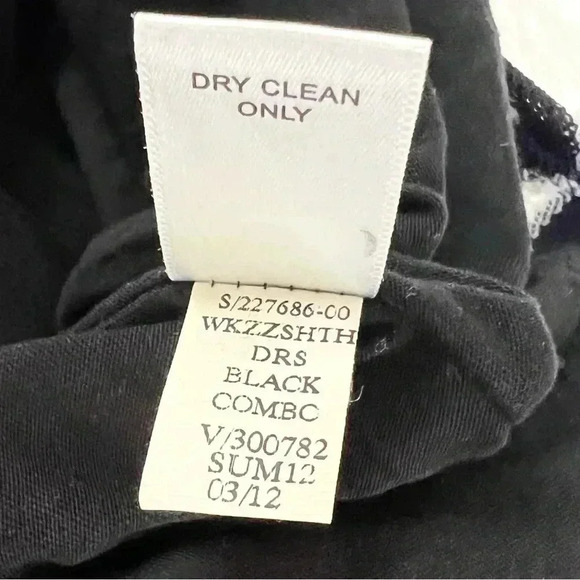 DRY CLEAN
ONLY
S/227686-00
WKZZSHTH
DRS
BLACK
COMBC
V/300782
SUM12
03/12